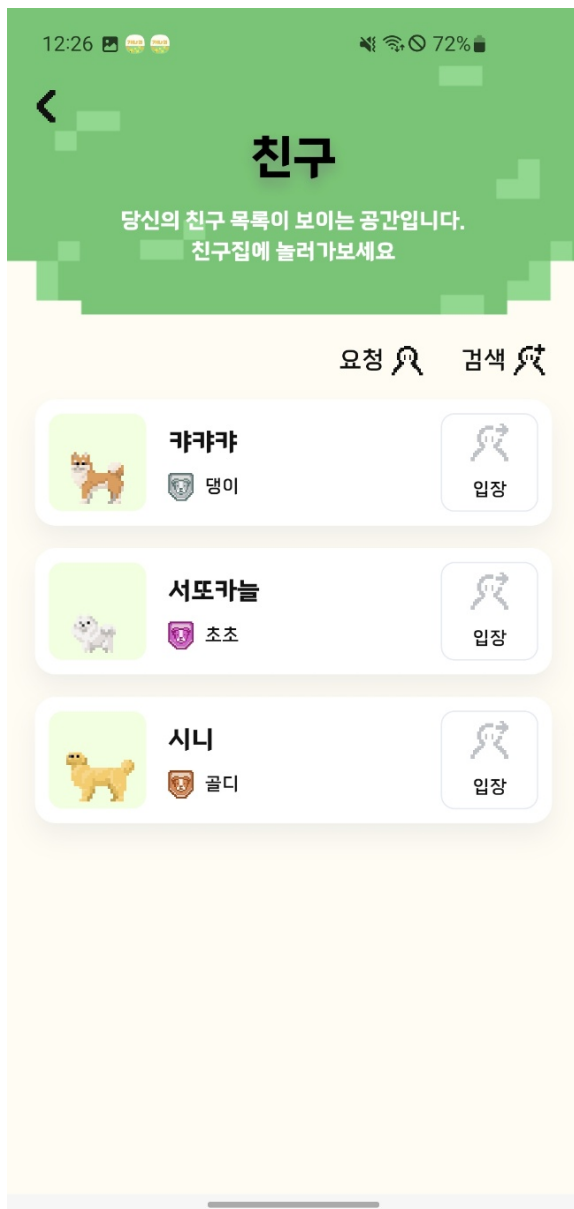 12:26
72%
친구
당신의 친구 목록이 보이는 공간입니다.
친구집에 놀러가보세요
요청 검색
캬캬캬
댕이
입장
서또카늘
초초
입장
시니
골디
입장